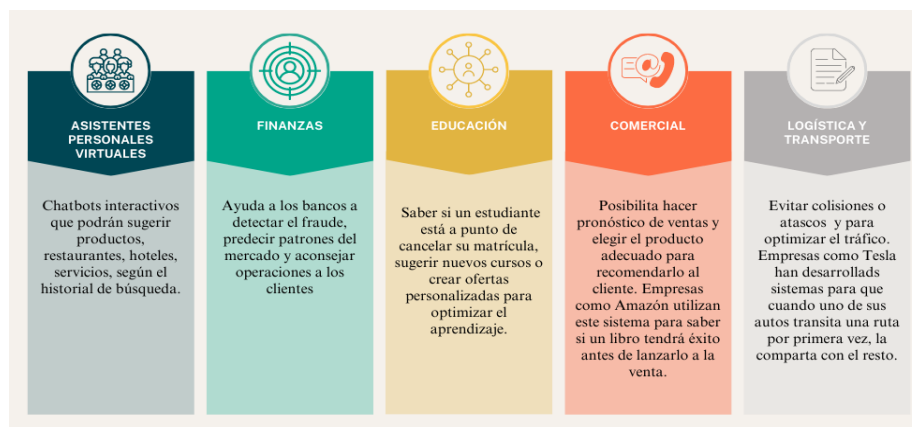 ASISTENTES
PERSONALES
VIRTUALES
Chatbots interactivos
que podrán sugerir
productos,
restaurantes, hoteles,
servicios, según el
historial de búsqueda.
FINANZAS
Ayuda a los bancos a
detectar el fraude,
predecir patrones del
mercado y aconsejar
operaciones a los
clientes
EDUCACIÓN
Saber si un estudiante
está a punto de
cancelar su matrícula,
sugerir nuevos cursos o
crear ofertas
personalizadas para
optimizar el
aprendizaje.
COMERCIAL
Posibilita hacer
pronóstico de ventas y
elegir el producto
adecuado para
recomendarlo al
cliente. Empresas
como Amazón utilizan
este sistema para saber
si un libro tendrá éxito
antes de lanzarlo a la
venta.
LOGÍSTICA Y
TRANSPORTE
Evitar colisiones o
atascos y para
optimizar el tráfico.
Empresas como Tesla
han desarrollads
sistemas para que
cuando uno de sus
autos transita una ruta
por primera vez, la
comparta con el resto.